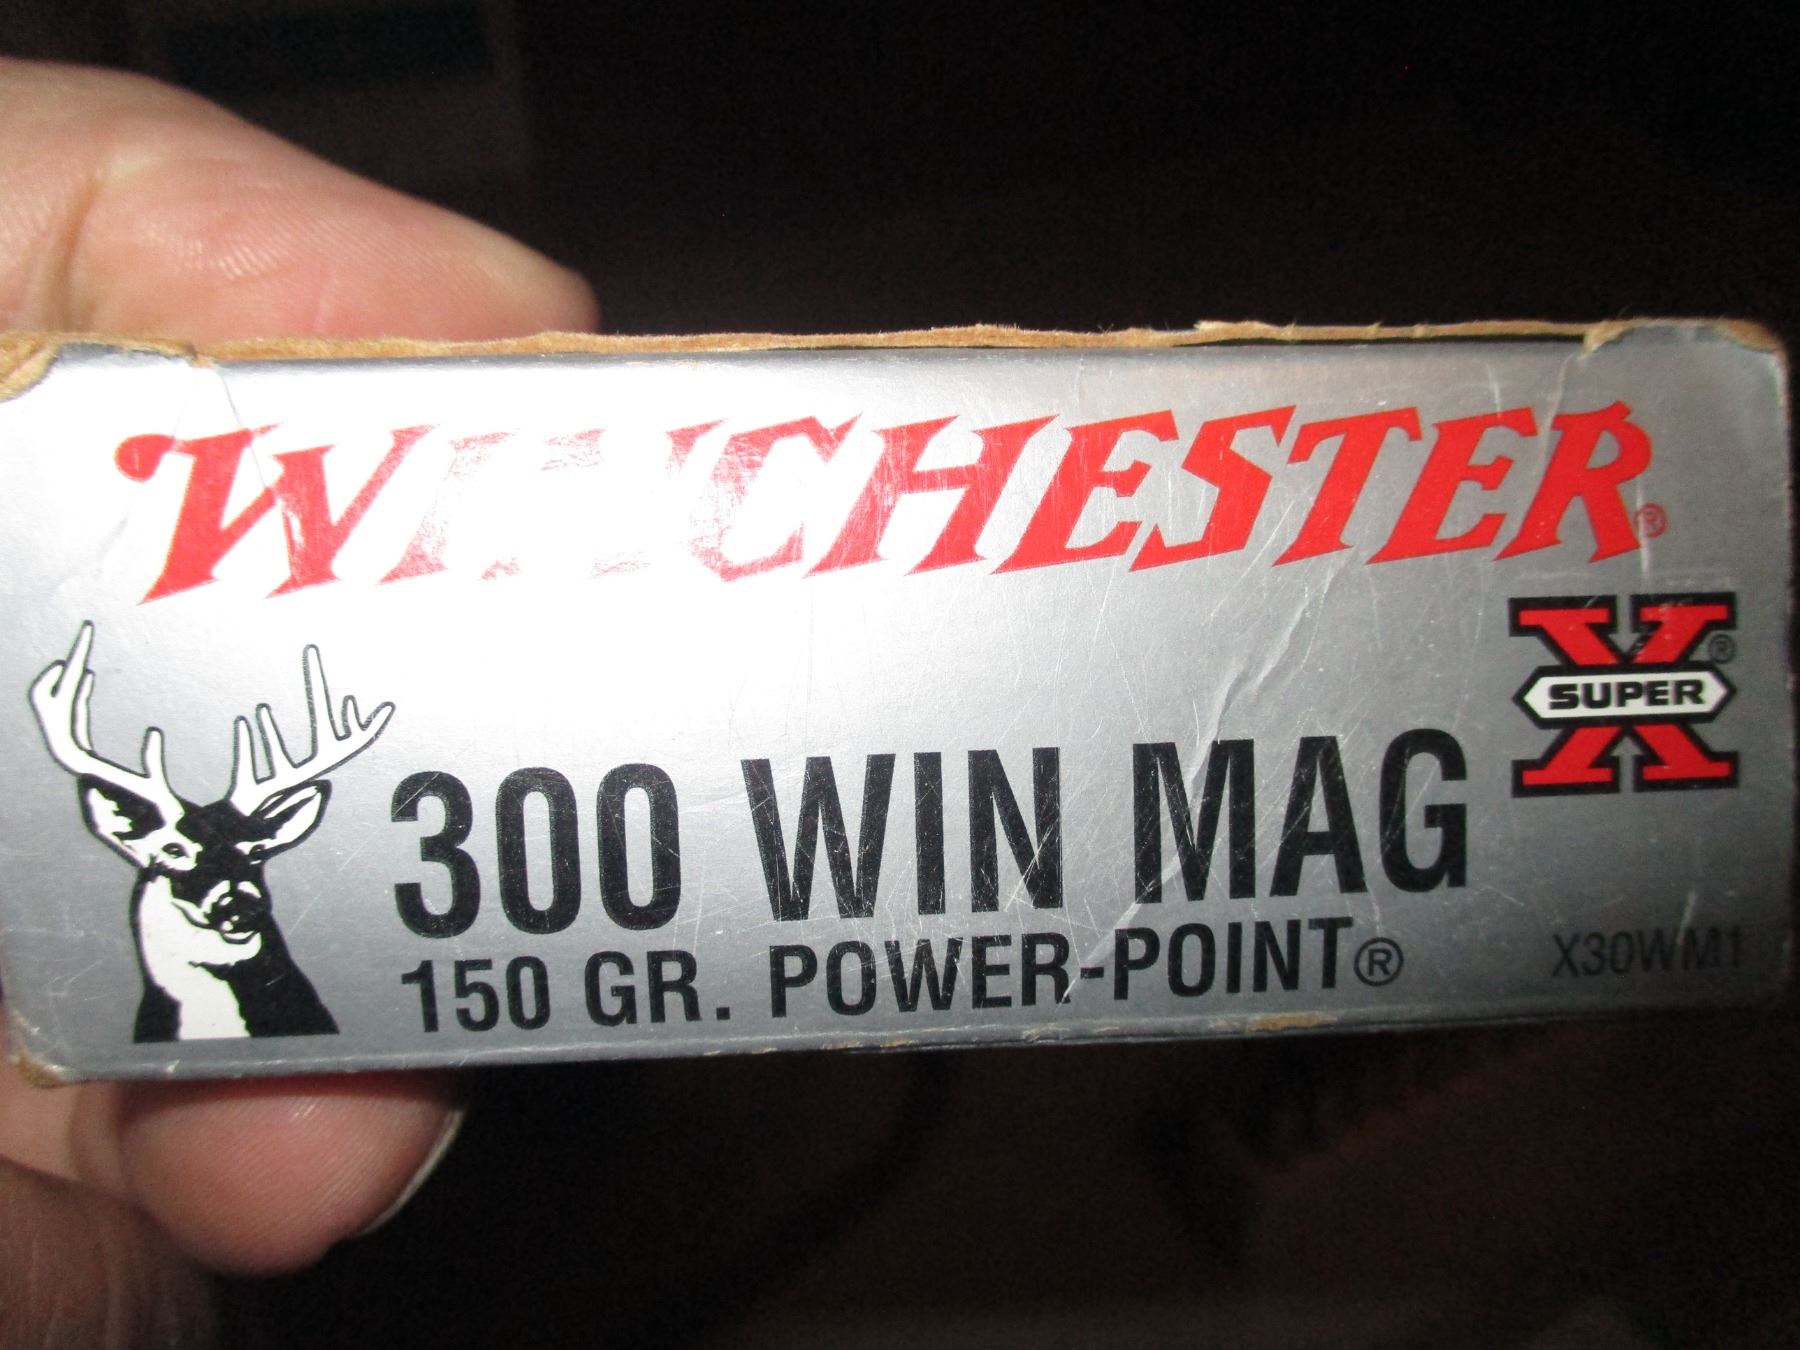 WINCHESTER®
X®
SUPER
300 WIN MAG
150 GR. POWER-POINT®
X30WM1